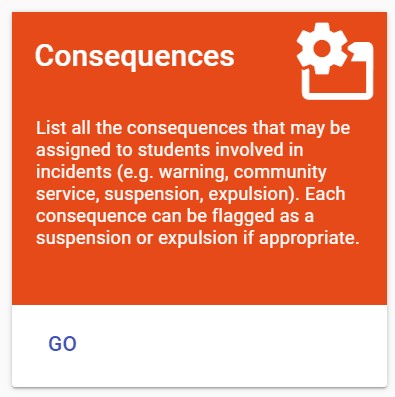 Consequences
List all the consequences that may be
assigned to students involved in
incidents (e.g. warning, community
service, suspension, expulsion). Each
consequence can be flagged as a
suspension or expulsion if appropriate.
GO